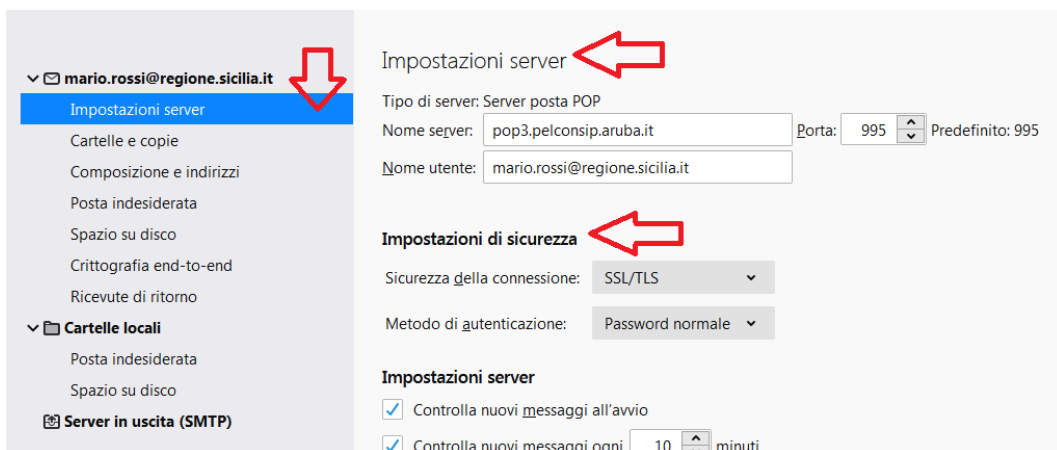 mario.rossi@regione.sicilia.it
Impostazioni server
Cartelle e copie
Composizione e indirizzi
Posta indesiderata
Spazio su disco
Crittografia end-to-end
Ricevute di ritorno
Cartelle locali
Posta indesiderata
Spazio su disco
Server in uscita (SMTP)
Impostazioni server
Tipo di server: Server posta POP
Nome server: pop3.pelconsip.aruba.it Porta: 995 Predefinito: 995
Nome utente: mario.rossi@regione.sicilia.it
Impostazioni di sicurezza
Sicurezza della connessione: SSL/TLS
Metodo di autenticazione: Password normale
Impostazioni server
Controlla nuovi messaggi all'avvio
Controlla nuovi messaggi ogni 10 minuti